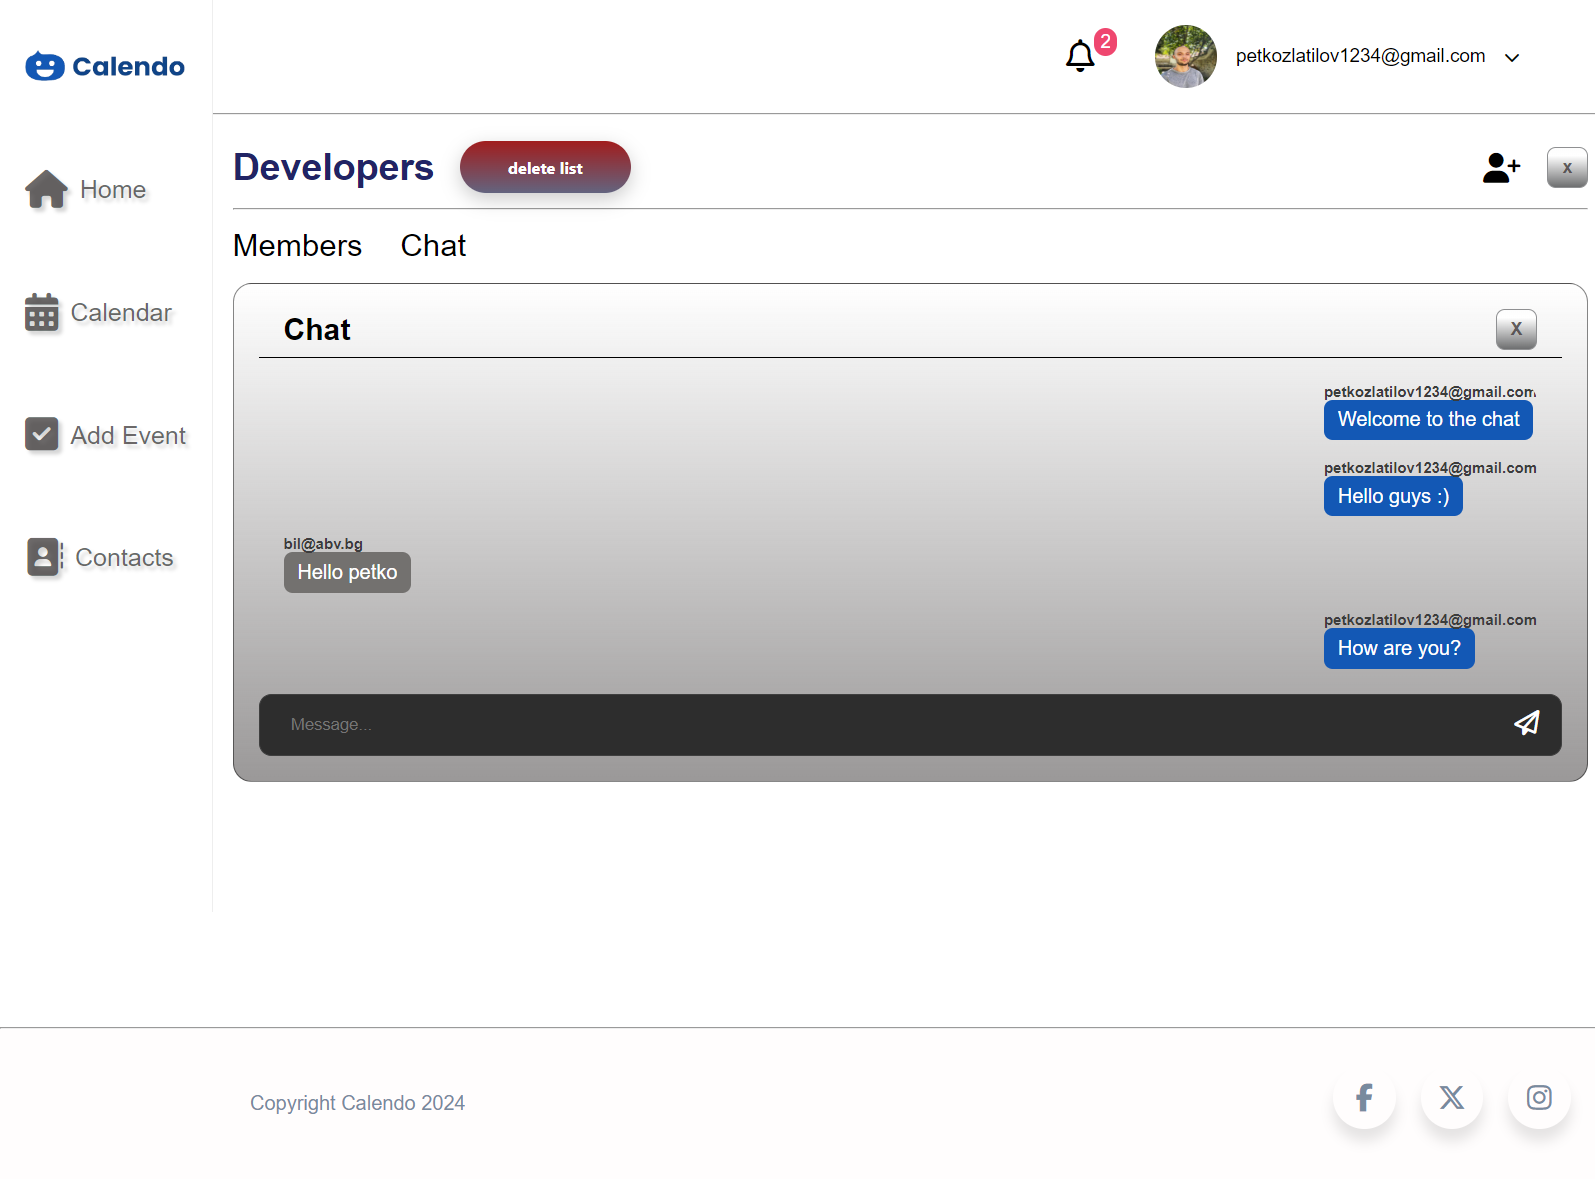 Calendo
2
petkozlatilov1234@gmail.com
Home
Calendar
Add Event
Contacts
Developers
delete list
x
Members
Chat
Chat
X
petkozlatilov1234@gmail.com
Welcome to the chat
petkozlatilov1234@gmail.com
Hello guys :)
bil@abv.bg
Hello petko
petkozlatilov1234@gmail.com
How are you?
Message...
Copyright Calendo 2024